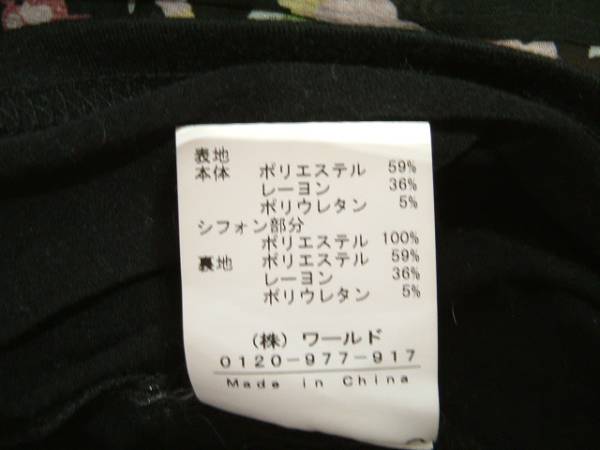 表地
本体 ポリエステル 59%
レーヨン 36%
ポリウレタン 5%
シフォン部分
ポリエステル 100%
裏地 ポリエステル 59%
レーヨン 36%
ポリウレタン 5%
(株) ワールド
0120-977-917
Made in China